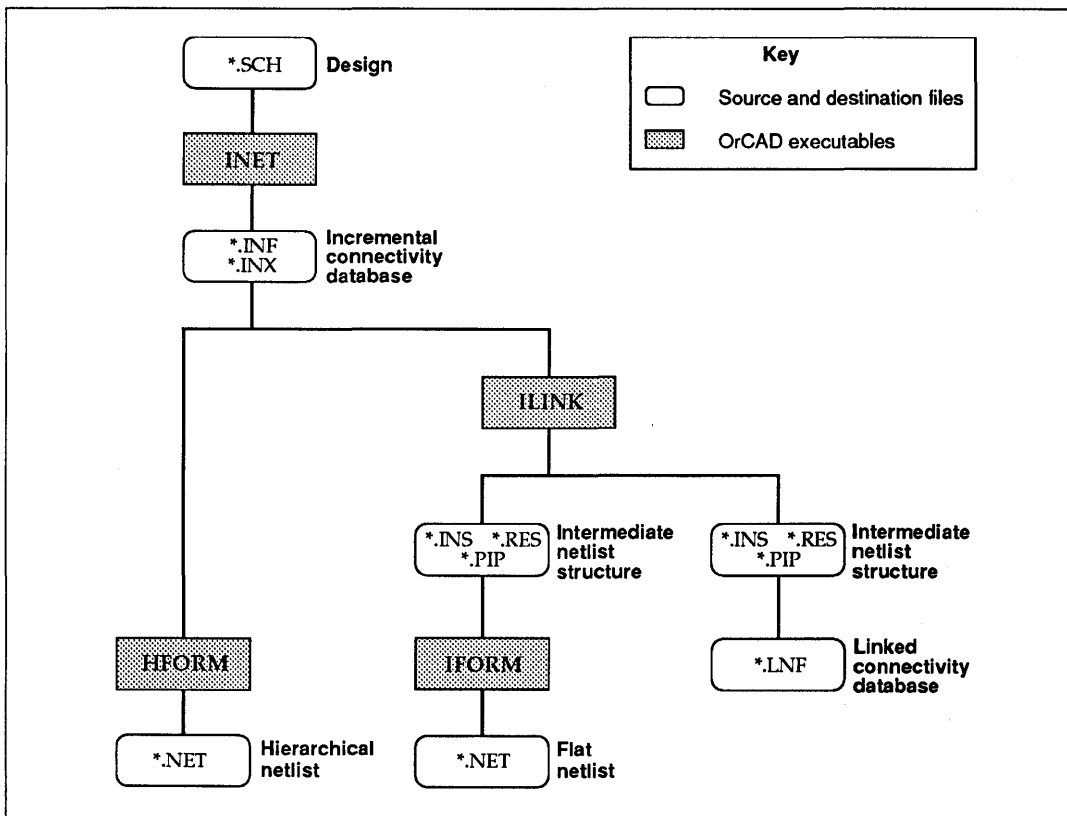 *.SCH
Design
Key
Source and destination files
OrCAD executables
INET
*.INF
*.INX
Incremental
connectivity
database
ILINK
*.INS *.RES
*.PIP
Intermediate
netlist
structure
*.INS *.RES
*.PIP
Intermediate
netlist
structure
HFORM
IFORM
*.LNF
Linked
connectivity
database
*.NET
Hierarchical
netlist
*.NET
Flat
netlist